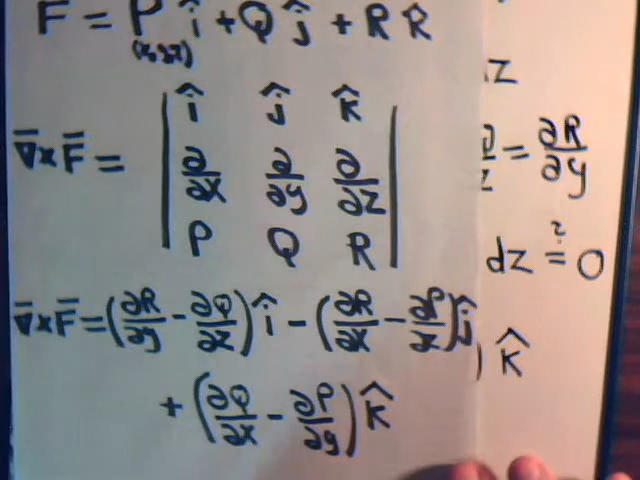 F̅ = P î + Q ĵ + R k̂
(x,y,z)
∇̅ × F̅ = | î ĵ k̂ |
| ∂/∂x ∂/∂y ∂/∂z |
| P Q R |
∇̅ × F̅ = (∂R/∂y - ∂Q/∂z) î - (∂R/∂x - ∂P/∂z) ĵ
+ (∂Q/∂x - ∂P/∂y) k̂
z
= ∂R/∂y
dz ?= 0
) k̂